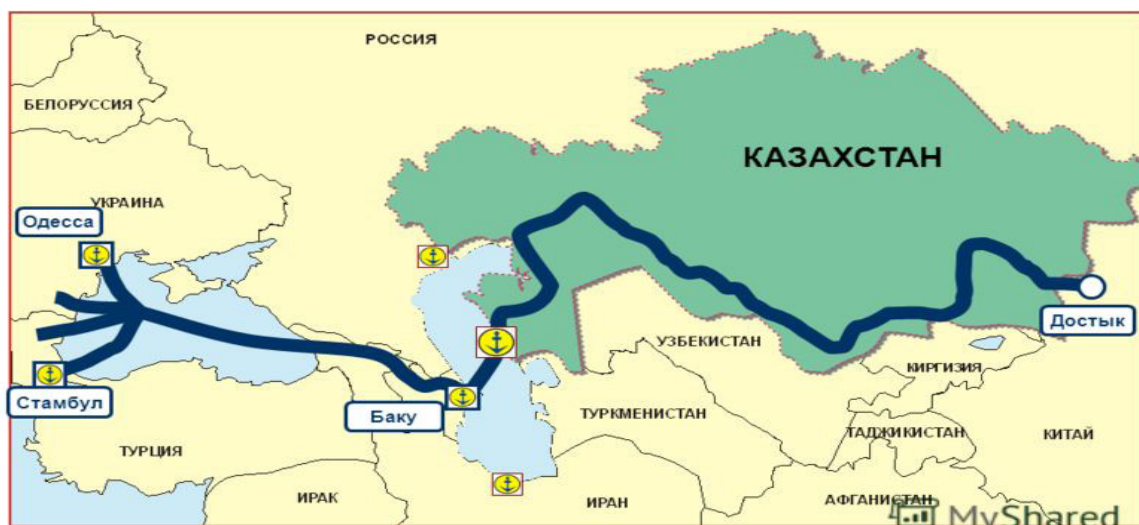 РОССИЯ
БЕЛОРУССИЯ
КАЗАХСТАН
УКРАИНА
Одесса
Достык
УЗБЕКИСТАН
КИРГИЗИЯ
Стамбул
Баку
ТУРКМЕНИСТАН
ТАДЖИКИСТАН
КИТАЙ
ТУРЦИЯ
ИРАК
ИРАН
АФГАНИСТАН
MyShared